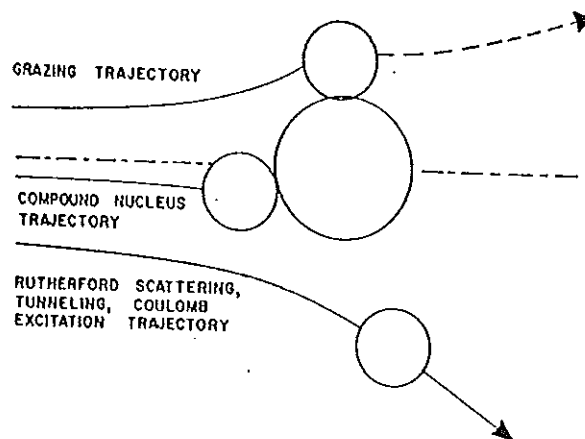 GRAZING TRAJECTORY
COMPOUND NUCLEUS
TRAJECTORY
RUTHERFORD SCATTERING,
TUNNELING, COULOMB
EXCITATION TRAJECTORY